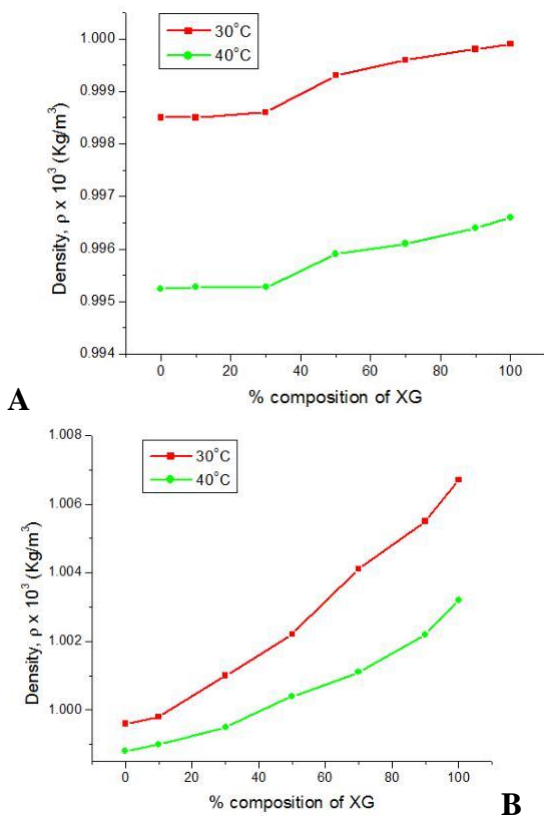 1.000
0.999
0.998
0.997
0.996
0.995
0.994
Density, ρ x 10³ (Kg/m³)
30°C
40°C
0 20 40 60 80 100
% composition of XG
A
1.008
1.006
1.004
1.002
1.000
Density, ρ x 10³ (Kg/m³)
30°C
40°C
0 20 40 60 80 100
% composition of XG
B